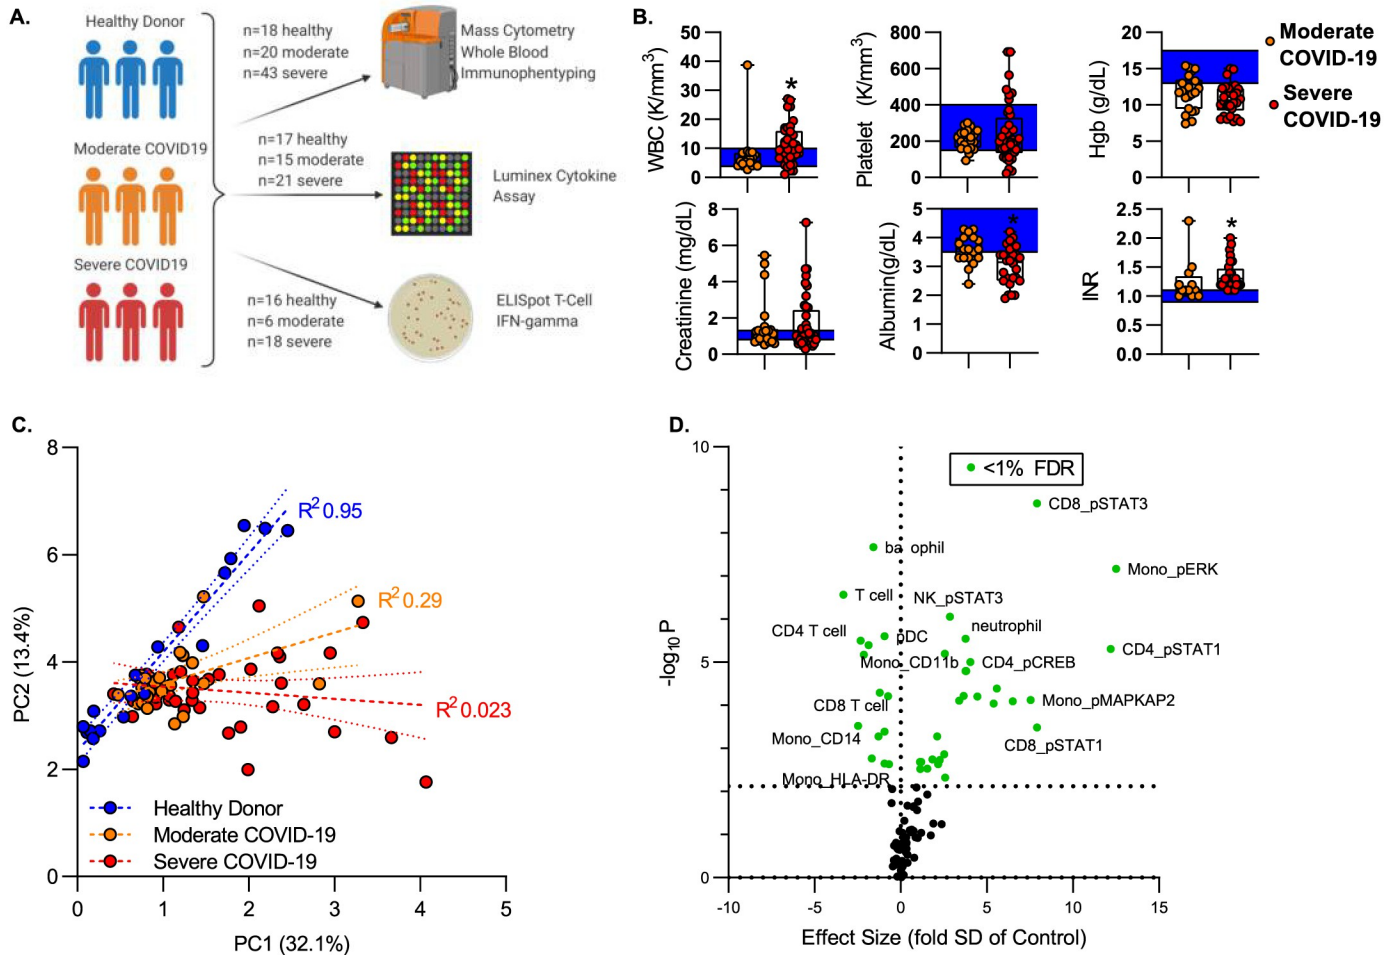 A.
Healthy Donor
n=18 healthy
n=20 moderate
n=43 severe
Mass Cytometry
Whole Blood
Immunophentyping
Moderate COVID19
n=17 healthy
n=15 moderate
n=21 severe
Luminex Cytokine
Assay
Severe COVID19
n=16 healthy
n=6 moderate
n=18 severe
ELISpot T-Cell
IFN-gamma
B.
WBC (K/mm³)
50
40
30
20
10
0
*
Platelet (K/mm³)
800
600
400
200
0
Hgb (g/dL)
20
15
10
5
0
Moderate
COVID-19
Severe
COVID-19
Creatinine (mg/dL)
8
6
4
2
0
Albumin(g/dL)
5
4
3
2
1
0
*
INR
2.5
2.0
1.5
1.0
0.5
0.0
*
C.
PC2 (13.4%)
8
6
4
2
0
R² 0.95
R² 0.29
R² 0.023
Healthy Donor
Moderate COVID-19
Severe COVID-19
0 1 2 3 4 5
PC1 (32.1%)
D.
-log₁₀ P
10
5
0
<1% FDR
CD8_pSTAT3
ba ophil
Mono_pERK
T cell
NK_pSTAT3
neutrophil
CD4 T cell
pDC
CD4_pSTAT1
Mono_CD11b
CD4_pCREB
CD8 T cell
Mono_pMAPKAP2
Mono_CD14
CD8_pSTAT1
Mono_HLA-DR
-10 -5 0 5 10 15
Effect Size (fold SD of Control)